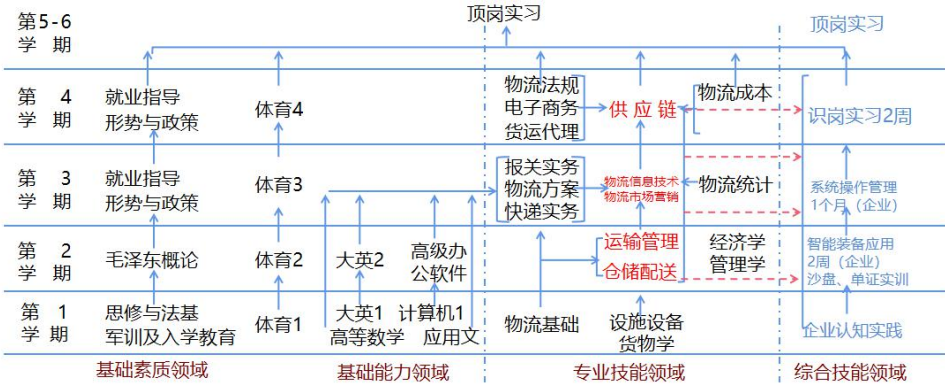 第5-6
学 期
顶岗实习
顶岗实习
第 4
学 期
就业指导
形势与政策
体育4
物流法规
电子商务
货运代理
供 应 链
物流成本
识岗实习2周
第 3
学 期
就业指导
形势与政策
体育3
报关实务
物流方案
快递实务
物流信息技术
物流市场营销
物流统计
系统操作管理
1个月（企业）
第 2
学 期
毛泽东概论
体育2
大英2
高级办
公软件
运输管理
仓储配送
经济学
管理学
智能装备应用
2周（企业）
沙盘、单证实训
第 1
学 期
思修与法基
军训及入学教育
体育1
大英1
高等数学
计算机1
应用文
物流基础
设施设备
货物学
企业认知实践
基础素质领域
基础能力领域
专业技能领域
综合技能领域